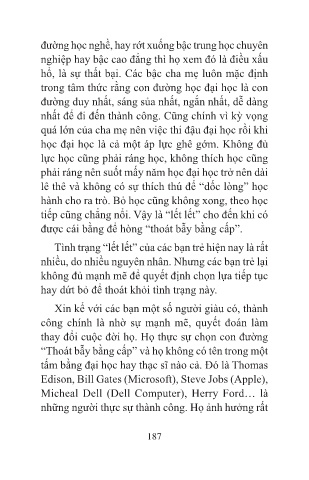 đường học nghề, hay rớt xuống bậc trung học chuyên
nghiệp hay bậc cao đẳng thì họ xem đó là điều xấu
hổ, là sự thất bại. Các bậc cha mẹ luôn mặc định
trong tâm thức rằng con đường học đại học là con
đường duy nhất, sáng sủa nhất, ngắn nhất, dễ dàng
nhất để đi đến thành công. Cũng chính vì kỳ vọng
quá lớn của cha mẹ nên việc thi đậu đại học rồi khi
học đại học là cả một áp lực ghê gớm. Không đủ
lực học cũng phải ráng học, không thích học cũng
phải ráng nên suốt mấy năm học đại học trở nên dài
lê thê và không có sự thích thú để “dốc lòng” học
hành cho ra trò. Bỏ học cũng không xong, theo học
tiếp cũng chẳng nổi. Vậy là “lết lết” cho đến khi có
được cái bằng để hòng “thoát bẫy bằng cấp”.
Tình trạng “lết lết” của các bạn trẻ hiện nay là rất
nhiều, do nhiều nguyên nhân. Nhưng các bạn trẻ lại
không đủ mạnh mẽ để quyết định chọn lựa tiếp tục
hay dứt bỏ để thoát khỏi tình trạng này.
Xin kể với các bạn một số người giàu có, thành
công chính là nhờ sự mạnh mẽ, quyết đoán làm
thay đổi cuộc đời họ. Họ thực sự chọn con đường
“Thoát bẫy bằng cấp” và họ không có tên trong một
tấm bằng đại học hay thạc sĩ nào cả. Đó là Thomas
Edison, Bill Gates (Microsoft), Steve Jobs (Apple),
Micheal Dell (Dell Computer), Herry Ford… là
những người thực sự thành công. Họ ảnh hưởng rất
187